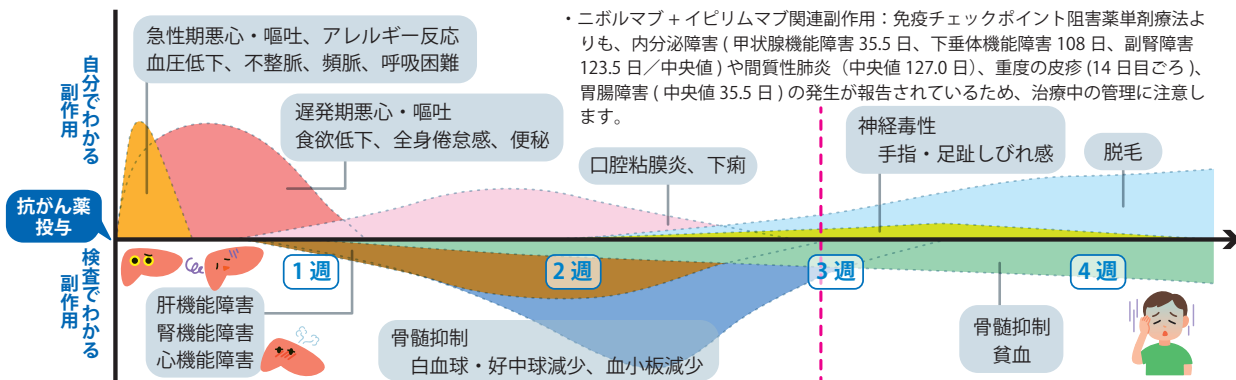 ・ニボルマブ + イピリムマブ関連副作用：免疫チェックポイント阻害薬単剤療法よ
りも、内分泌障害 ( 甲状腺機能障害 35.5 日、下垂体機能障害 108 日、副腎障害
123.5 日／中央値 ) や間質性肺炎（中央値 127.0 日）、重度の皮疹 (14 日目ごろ )、
胃腸障害 ( 中央値 35.5 日 ) の発生が報告されているため、治療中の管理に注意し
ます。
自分でわかる
副作用
急性期悪心・嘔吐、アレルギー反応
血圧低下、不整脈、頻脈、呼吸困難
遅発期悪心・嘔吐
食欲低下、全身倦怠感、便秘
口腔粘膜炎、下痢
神経毒性
手指・足趾しびれ感
脱毛
抗がん薬
投与
検査でわかる
副作用
1 週
2 週
3 週
4 週
肝機能障害
腎機能障害
心機能障害
骨髄抑制
白血球・好中球減少、血小板減少
骨髄抑制
貧血